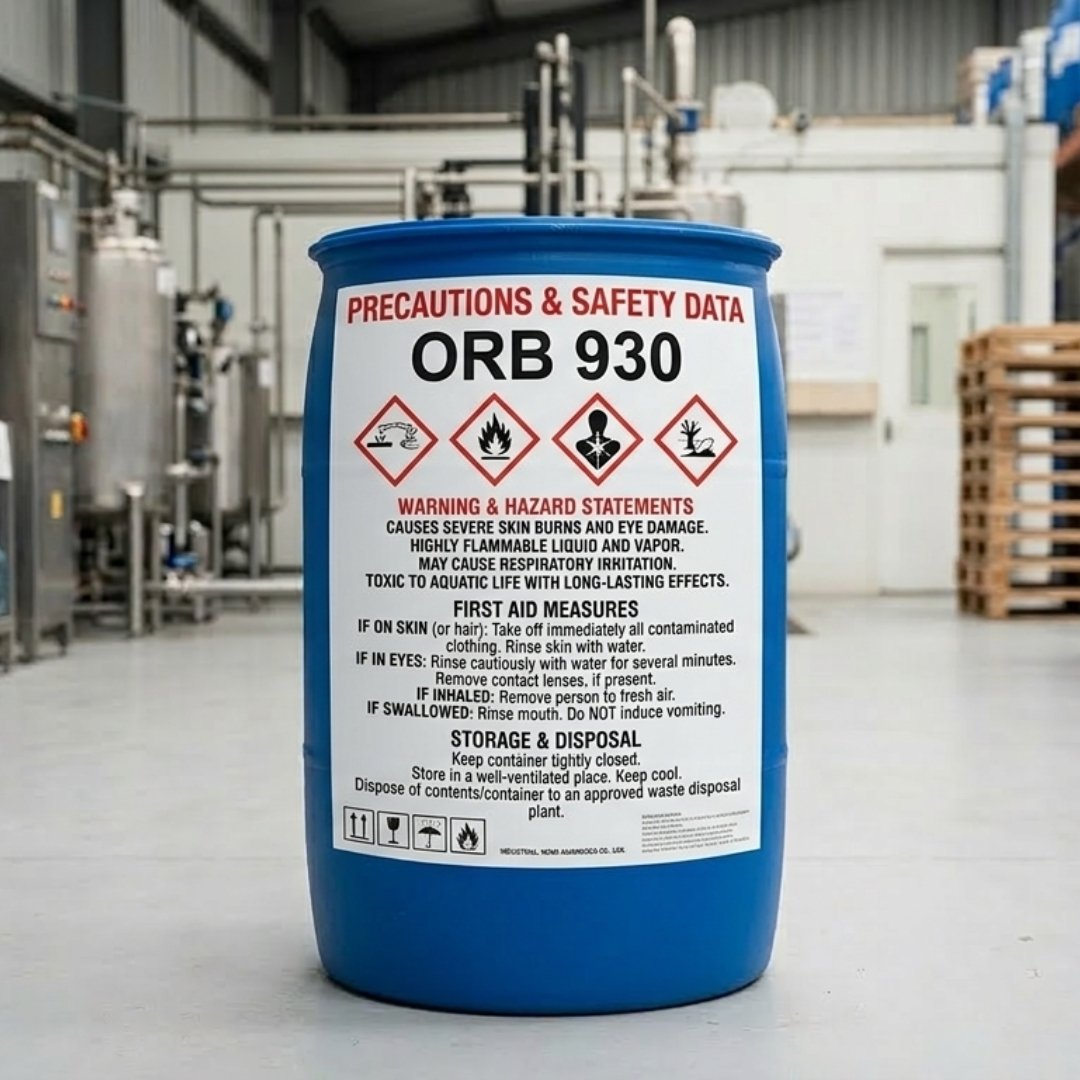 PRECAUTIONS & SAFETY DATA
ORB 930
WARNING & HAZARD STATEMENTS
CAUSES SEVERE SKIN BURNS AND EYE DAMAGE.
HIGHLY FLAMMABLE LIQUID AND VAPOR.
MAY CAUSE RESPIRATORY IRRITATION.
TOXIC TO AQUATIC LIFE WITH LONG-LASTING EFFECTS.
FIRST AID MEASURES
IF ON SKIN (or hair): Take off immediately all contaminated
clothing. Rinse skin with water.
IF IN EYES: Rinse cautiously with water for several minutes.
Remove contact lenses, if present.
IF INHALED: Remove person to fresh air.
IF SWALLOWED: Rinse mouth. Do NOT induce vomiting.
STORAGE & DISPOSAL
Keep container tightly closed.
Store in a well-ventilated place. Keep cool.
Dispose of contents/container to an approved waste disposal
plant.